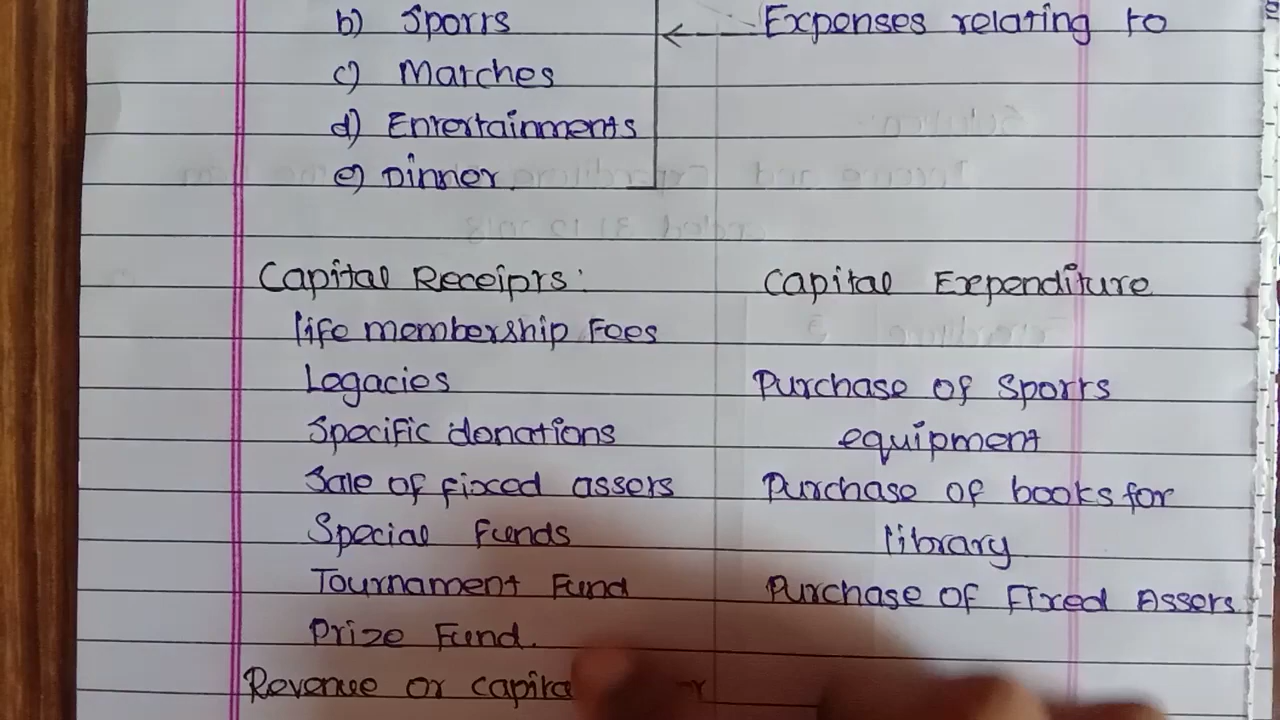 b) Sports
Expenses relating to
c) Matches
d) Entertainments
e) Dinner
Capital Receipts:
Capital Expenditure
life membership Fees
Legacies
Purchase of sports
Specific donations
equipment
Sale of fixed assets
Purchase of books for
Special Funds
library
Tournament Fund
Purchase of Fixed Assets
Prize Fund.
Revenue or